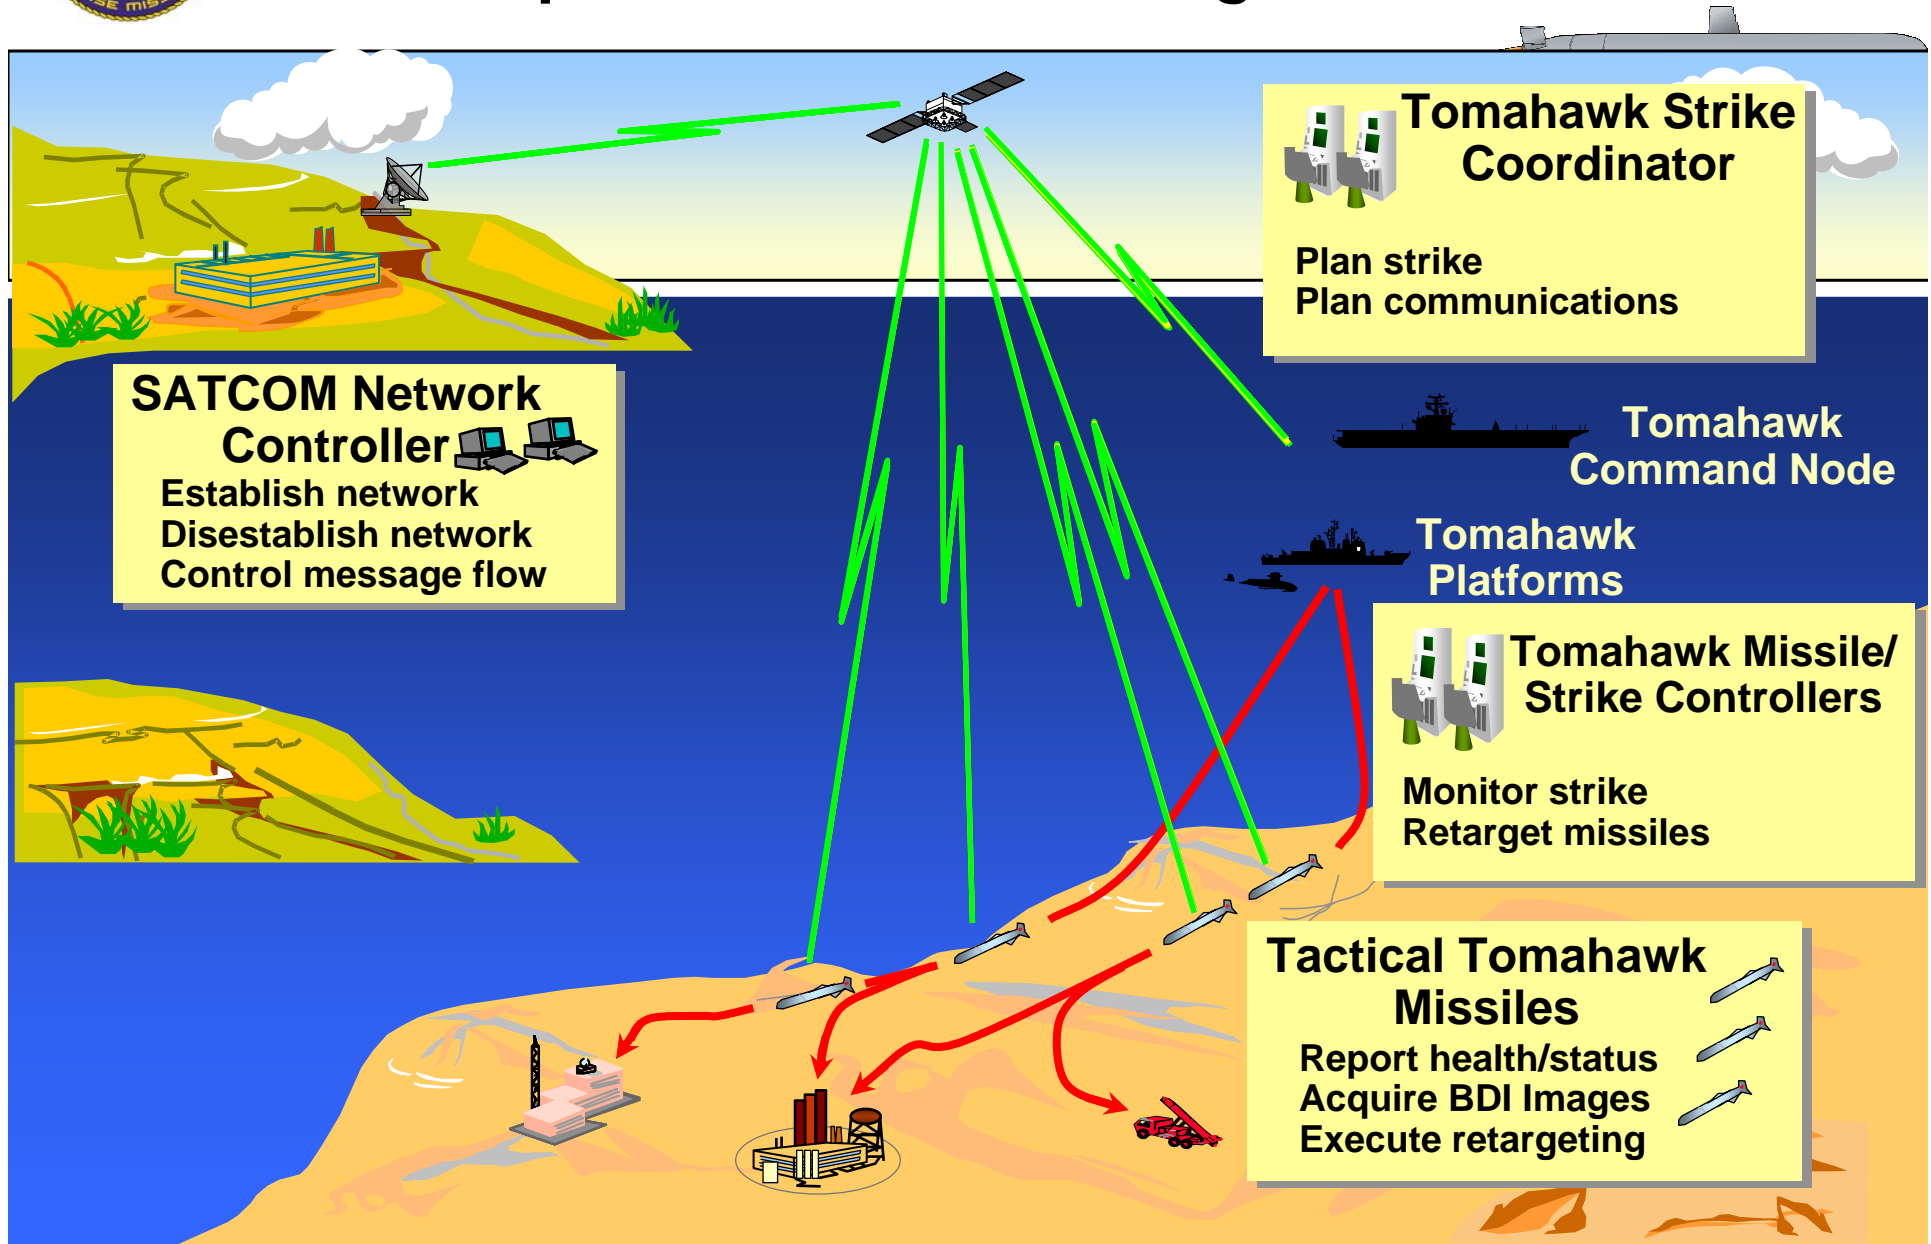 Tomahawk Strike
Coordinator
Plan strike
Plan communications
SATCOM Network
Controller
Establish network
Disestablish network
Control message flow
Tomahawk
Command Node
Tomahawk
Platforms
Tomahawk Missile/
Strike Controllers
Monitor strike
Retarget missiles
Tactical Tomahawk
Missiles
Report health/status
Acquire BDI Images
Execute retargeting